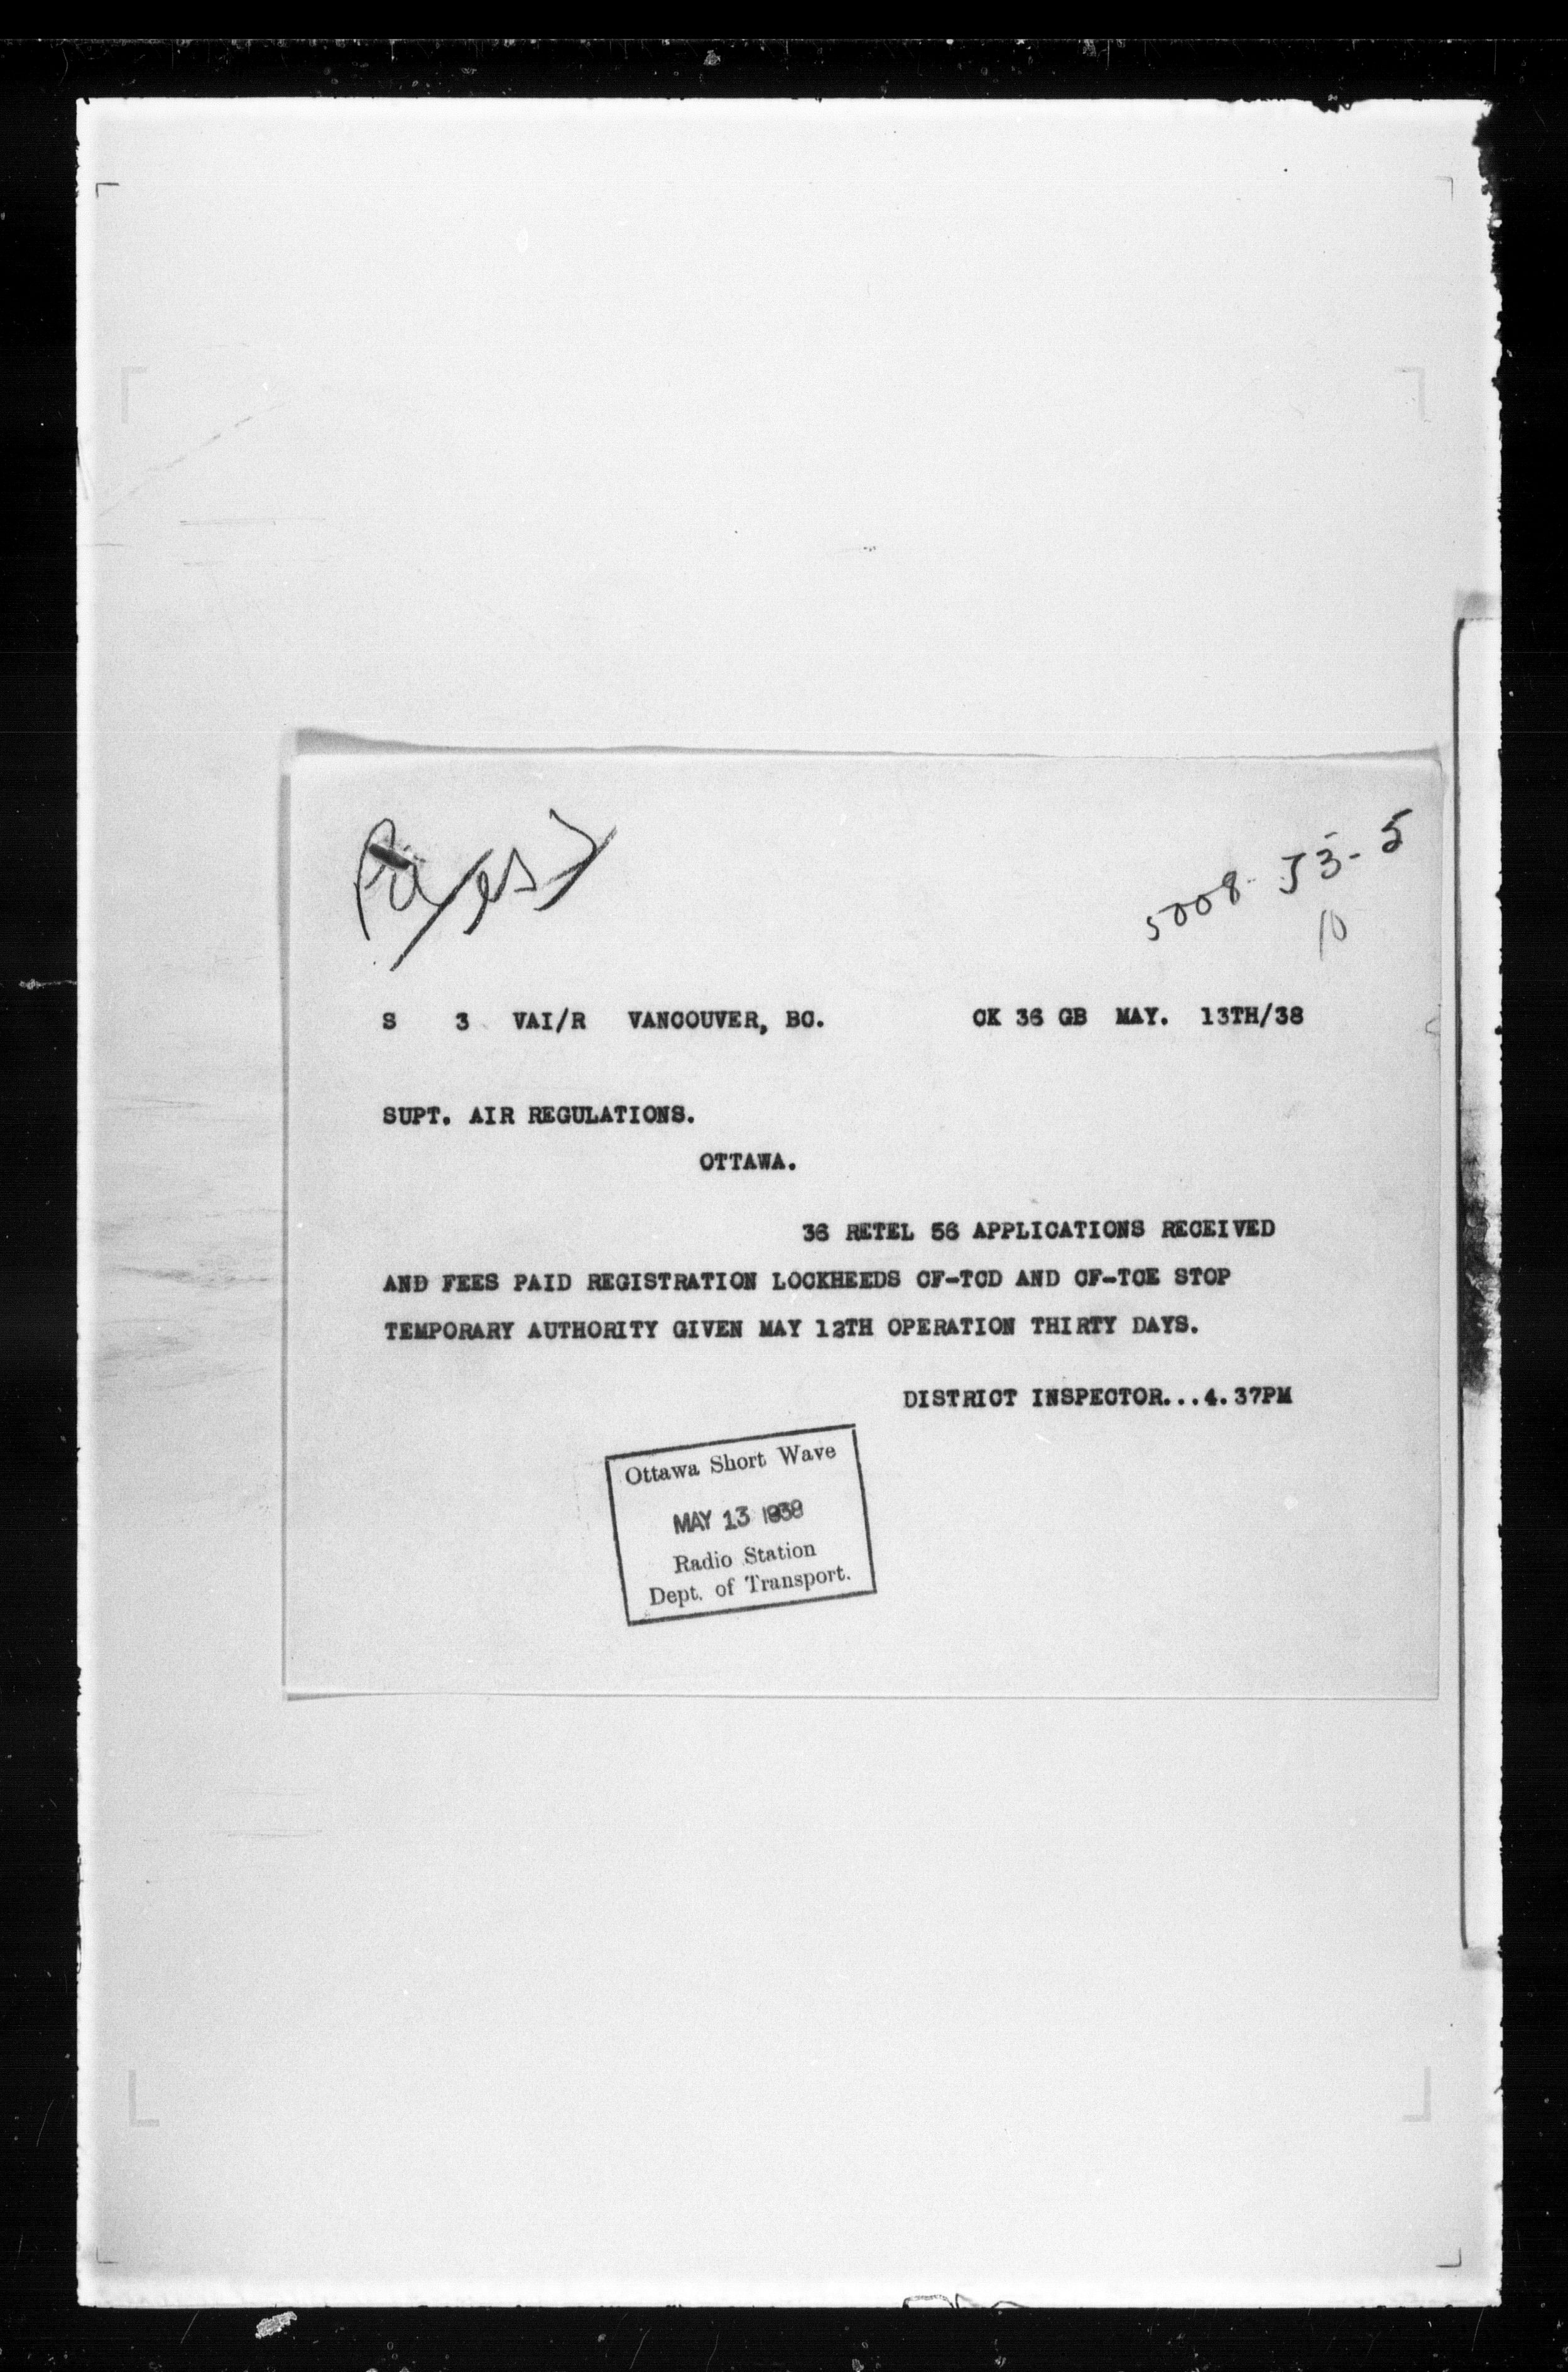 5008-53-5
10
S 3 VAI/R VANCOUVER, BC. CK 36 GB MAY. 13TH/38
SUPT. AIR REGULATIONS.
OTTAWA.
36 RETEL 56 APPLICATIONS RECEIVED
AND FEES PAID REGISTRATION LOCKHEEDS CF-TCD AND CF-TCE STOP
TEMPORARY AUTHORITY GIVEN MAY 12TH OPERATION THIRTY DAYS.
DISTRICT INSPECTOR...4.37PM
Ottawa Short Wave
MAY 13 1938
Radio Station
Dept. of Transport.